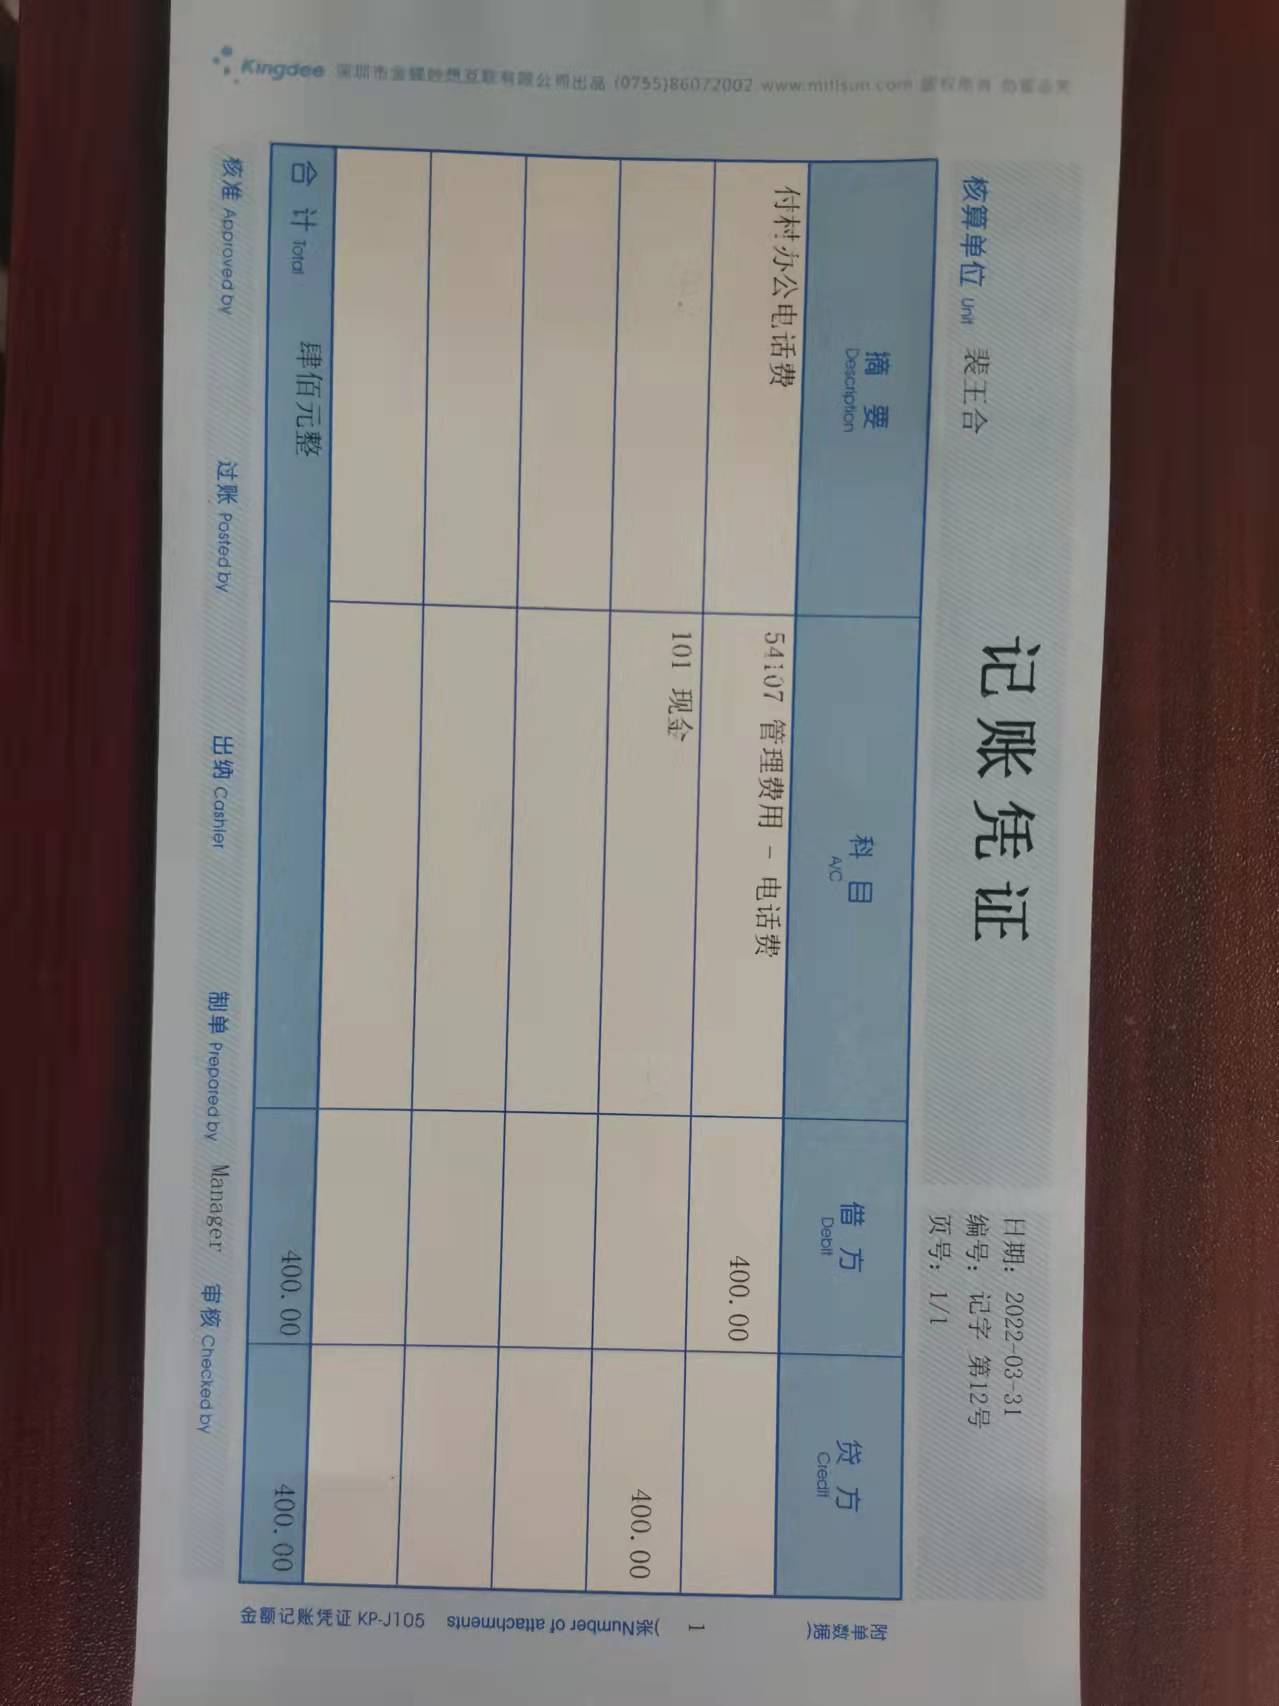 记账凭证
日期：2022-03-31
编号：记字 第12号
核算单位 Unit 裴王合
页号：1/1
摘 要 Description 科 目 A/C 借 方 Debit 贷 方 Credit
付村办公电话费 54107 管理费用 - 电话费 400.00
101 现金 400.00
合 计 Total 肆佰元整 400.00 400.00
核准 Approved by 过账 Posted by 出纳 Cashier 制单 Prepared by Manager 审核 Checked by
附单据数( 1 )张Number of attachments
金额记账凭证 KP-J105
Kingdee 深圳市金蝶妙想互联有限公司出品 (0755)86072002 www.millsun.com 版权所有